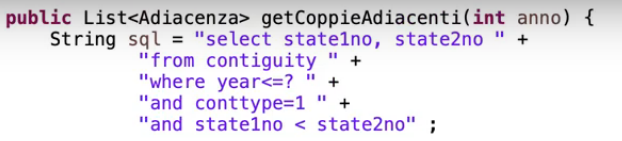 public List<Adiacenza> getCoppieAdiacenti(int anno) {
String sql = "select state1no, state2no " +
"from contiguity " +
"where year<=? " +
"and conttype=1 " +
"and state1no < state2no" ;